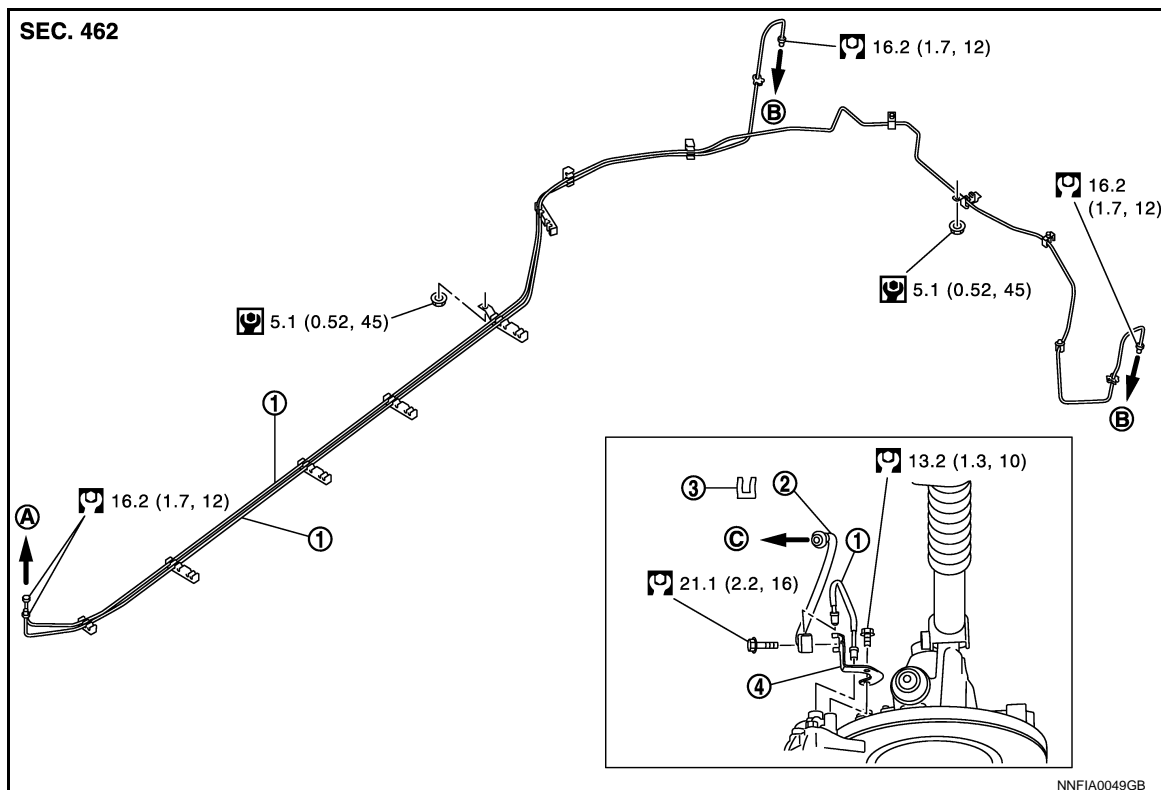 SEC. 462
16.2 (1.7, 12)
B
16.2
(1.7, 12)
5.1 (0.52, 45)
5.1 (0.52, 45)
B
1
13.2 (1.3, 10)
3
2
16.2 (1.7, 12)
A
C
1
1
21.1 (2.2, 16)
4
NNFIA0049GB